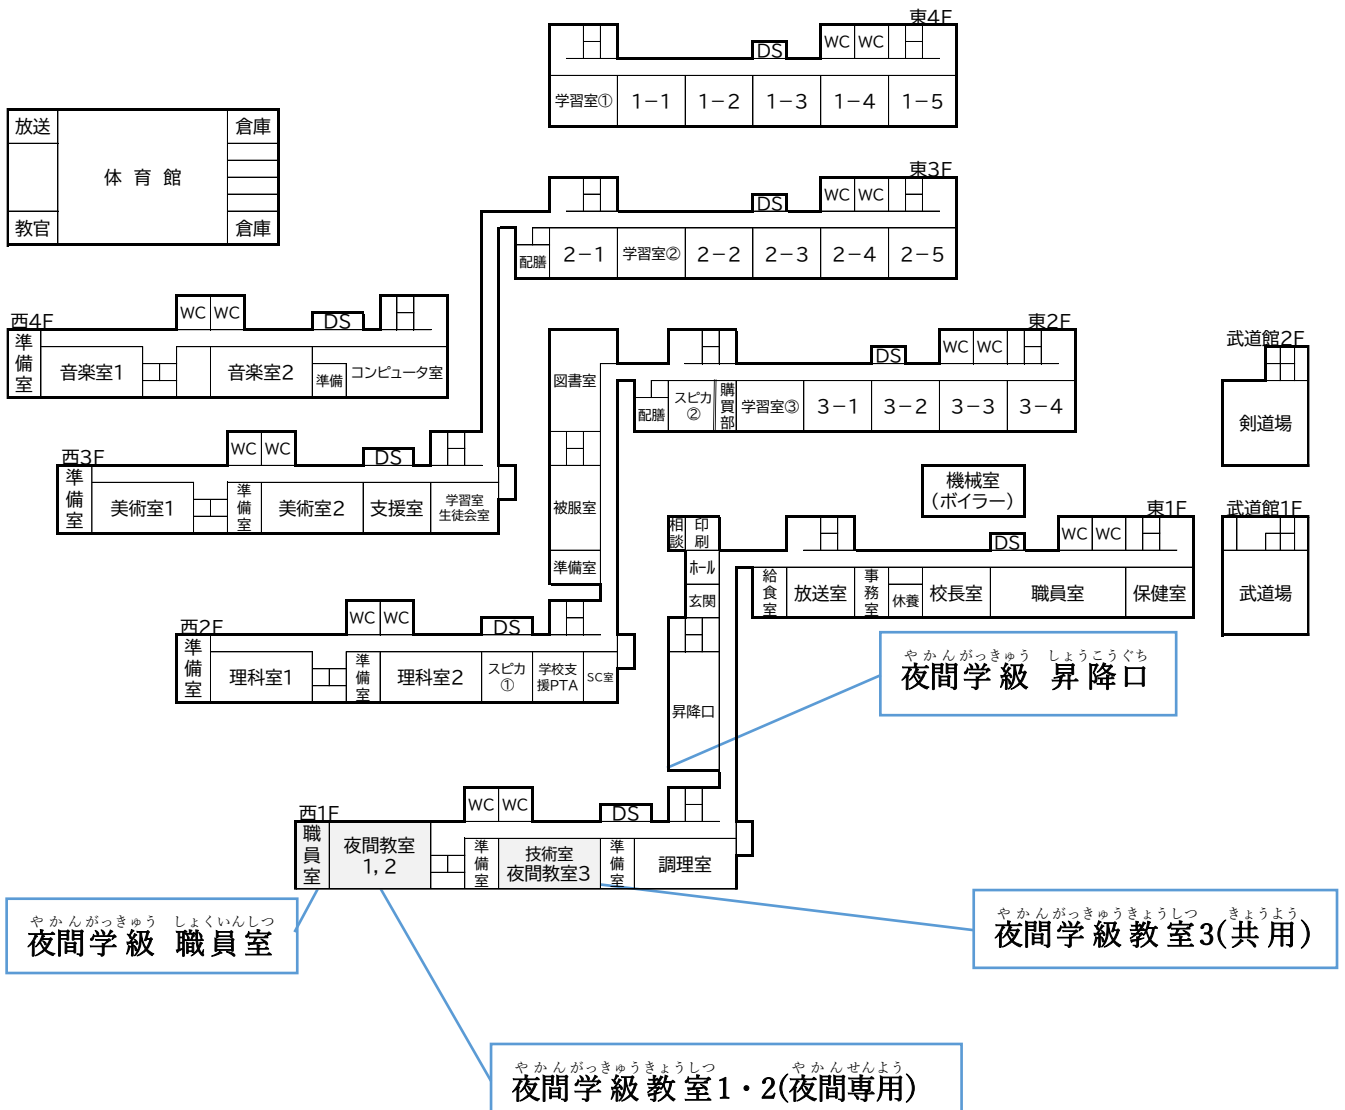 東4F
WC WC
DS
学習室① 1-1 1-2 1-3 1-4 1-5
放送 倉庫
体育館
教官 倉庫
東3F
WC WC
DS
配膳 2-1 学習室② 2-2 2-3 2-4 2-5
西4F
WC WC
DS
準備室 音楽室1 音楽室2 準備 コンピュータ室
東2F
WC WC
DS
図書室
配膳 スピカ② 購買部 学習室③ 3-1 3-2 3-3 3-4
武道館2F
剣道場
西3F
WC WC
DS
準備室 美術室1 準備室 美術室2 支援室 学習室
生徒会室
被服室
準備室
機械室
(ボイラー)
東1F
相談 印刷
WC WC
DS
ホール
玄関
給食室 放送室 事務室 休養 校長室 職員室 保健室
武道館1F
武道場
西2F
WC WC
DS
準備室 理科室1 準備室 理科室2 スピカ① 学校支
援PTA SC室
昇降口
やかんがっきゅう しょうこうぐち
夜間学級 昇降口
西1F
WC WC
DS
職員室 夜間教室
1,2
準備室 技術室
夜間教室3
準備室 調理室
やかんがっきゅう しょくいんしつ
夜間学級 職員室
やかんがっきゅうきょうしつ きょうよう
夜間学級教室3(共用)
やかんがっきゅうきょうしつ やかんせんよう
夜間学級教室1・2(夜間専用)